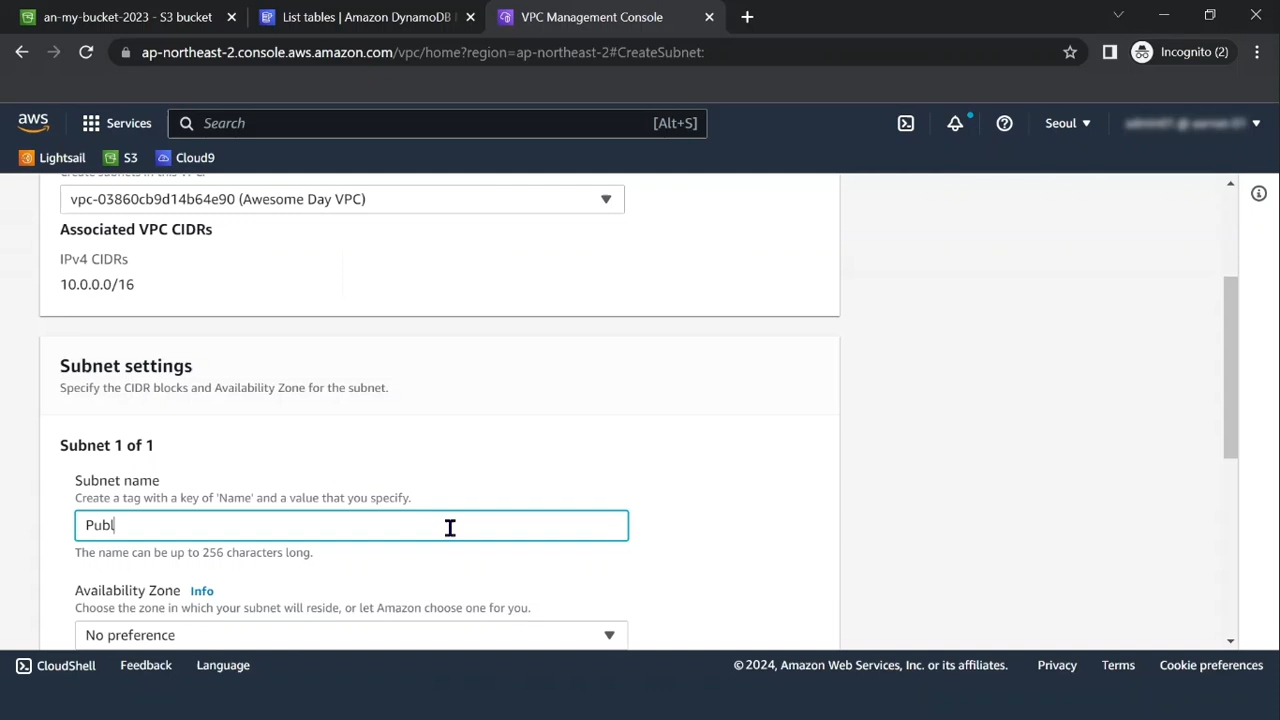 an-my-bucket-2023 - S3 bucket
List tables | Amazon DynamoDB
VPC Management Console
ap-northeast-2.console.aws.amazon.com/vpc/home?region=ap-northeast-2#CreateSubnet:
Incognito (2)
aws
Services
Search
[Alt+S]
Seoul
Lightsail
S3
Cloud9
Create subnets in this VPC.
vpc-03860cb9d14b64e90 (Awesome Day VPC)
Associated VPC CIDRs
IPv4 CIDRs
10.0.0.0/16
Subnet settings
Specify the CIDR blocks and Availability Zone for the subnet.
Subnet 1 of 1
Subnet name
Create a tag with a key of 'Name' and a value that you specify.
Publ
The name can be up to 256 characters long.
Availability Zone Info
Choose the zone in which your subnet will reside, or let Amazon choose one for you.
No preference
CloudShell
Feedback
Language
© 2024, Amazon Web Services, Inc. or its affiliates.
Privacy
Terms
Cookie preferences